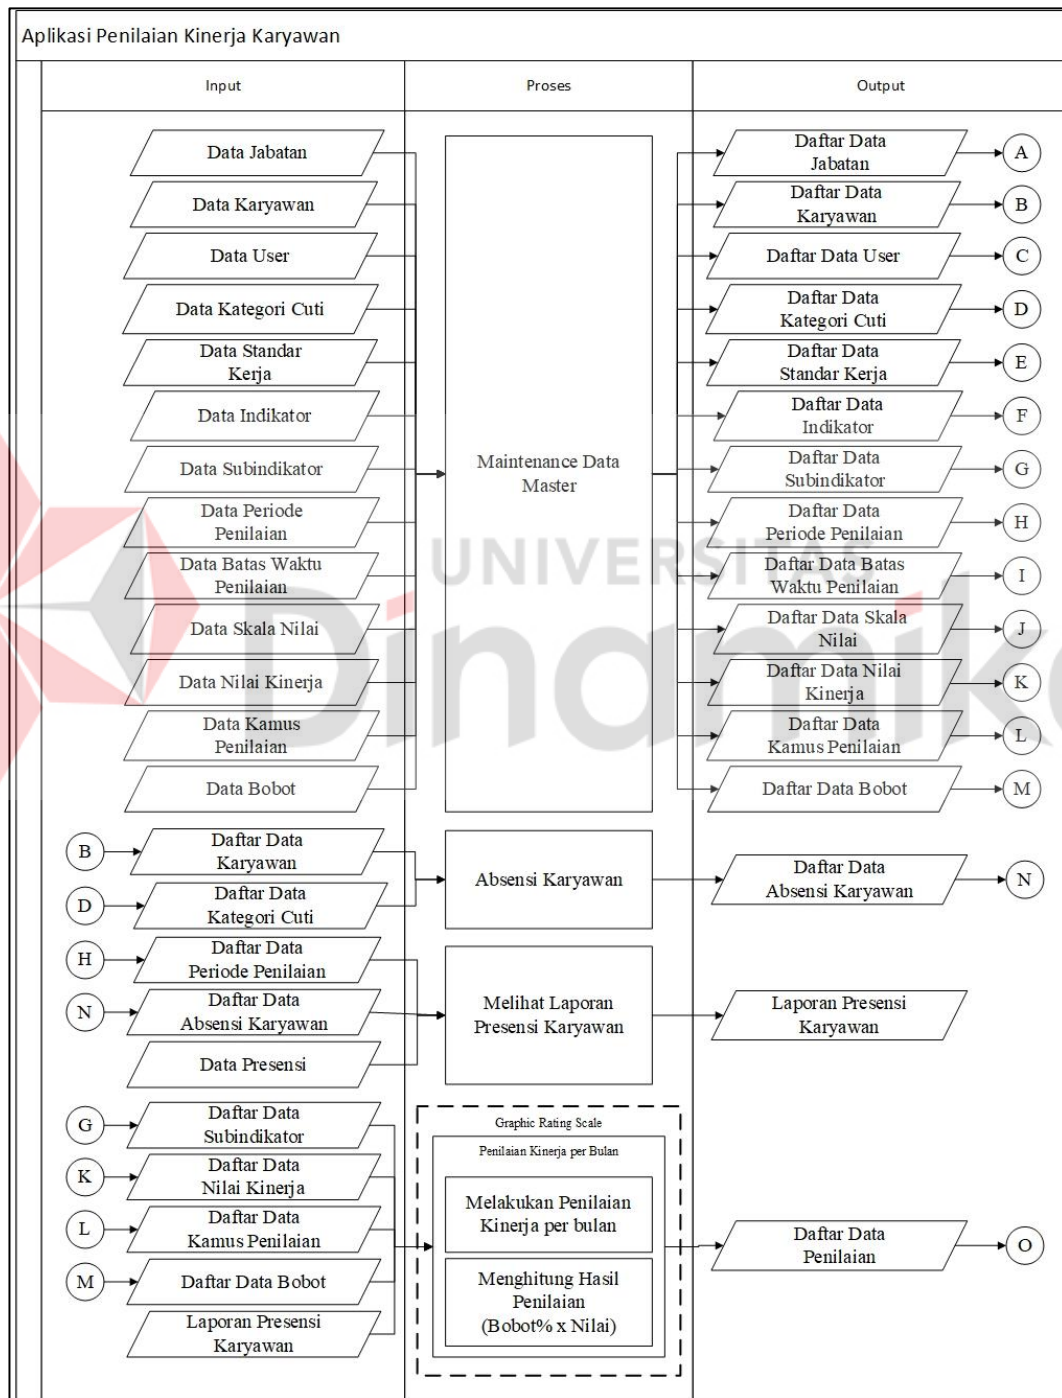 Aplikasi Penilaian Kinerja Karyawan
Input
Proses
Output
Data Jabatan
Data Karyawan
Data User
Data Kategori Cuti
Data Standar
Kerja
Data Indikator
Data Subindikator
Data Periode
Penilaian
Data Batas Waktu
Penilaian
Data Skala Nilai
Data Nilai Kinerja
Data Kamus
Penilaian
Data Bobot
Maintenance Data
Master
Daftar Data
Jabatan
A
Daftar Data
Karyawan
B
Daftar Data User
C
Daftar Data
Kategori Cuti
D
Daftar Data
Standar Kerja
E
Daftar Data
Indikator
F
Daftar Data
Subindikator
G
Daftar Data
Periode Penilaian
H
Daftar Data Batas
Waktu Penilaian
I
Daftar Data Skala
Nilai
J
Daftar Data Nilai
Kinerja
K
Daftar Data
Kamus Penilaian
L
Daftar Data Bobot
M
UNIVERSITAS
Dinamika
B
Daftar Data
Karyawan
D
Daftar Data
Kategori Cuti
Absensi Karyawan
Daftar Data
Absensi Karyawan
N
H
Daftar Data
Periode Penilaian
N
Daftar Data
Absensi Karyawan
Data Presensi
Melihat Laporan
Presensi Karyawan
Laporan Presensi
Karyawan
G
Daftar Data
Subindikator
K
Daftar Data
Nilai Kinerja
L
Daftar Data
Kamus Penilaian
M
Daftar Data Bobot
Laporan Presensi
Karyawan
Graphic Rating Scale
Penilaian Kinerja per Bulan
Melakukan Penilaian
Kinerja per bulan
Menghitung Hasil
Penilaian
(Bobot% x Nilai)
Daftar Data
Penilaian
O